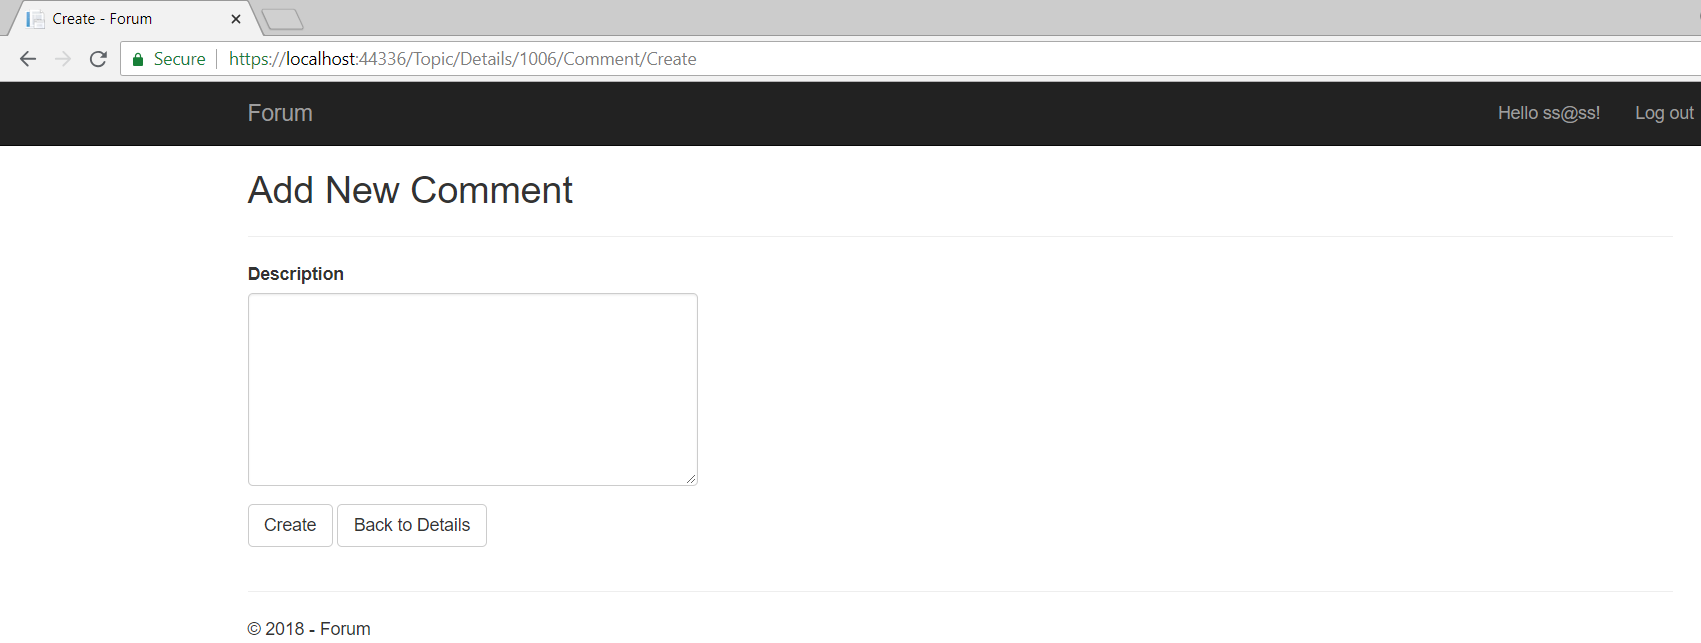 Create - Forum
Secure https://localhost:44336/Topic/Details/1006/Comment/Create
Forum Hello ss@ss! Log out
Add New Comment
Description
Create Back to Details
© 2018 - Forum